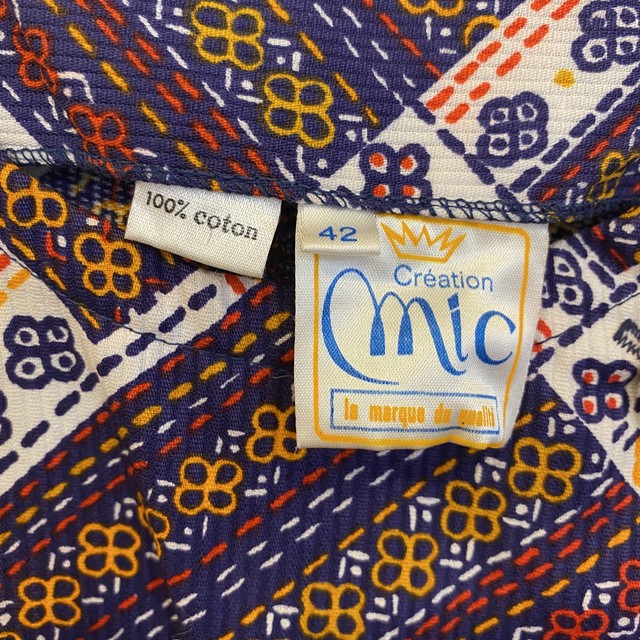 100% coton
42
Création
mic
la marque de qualité